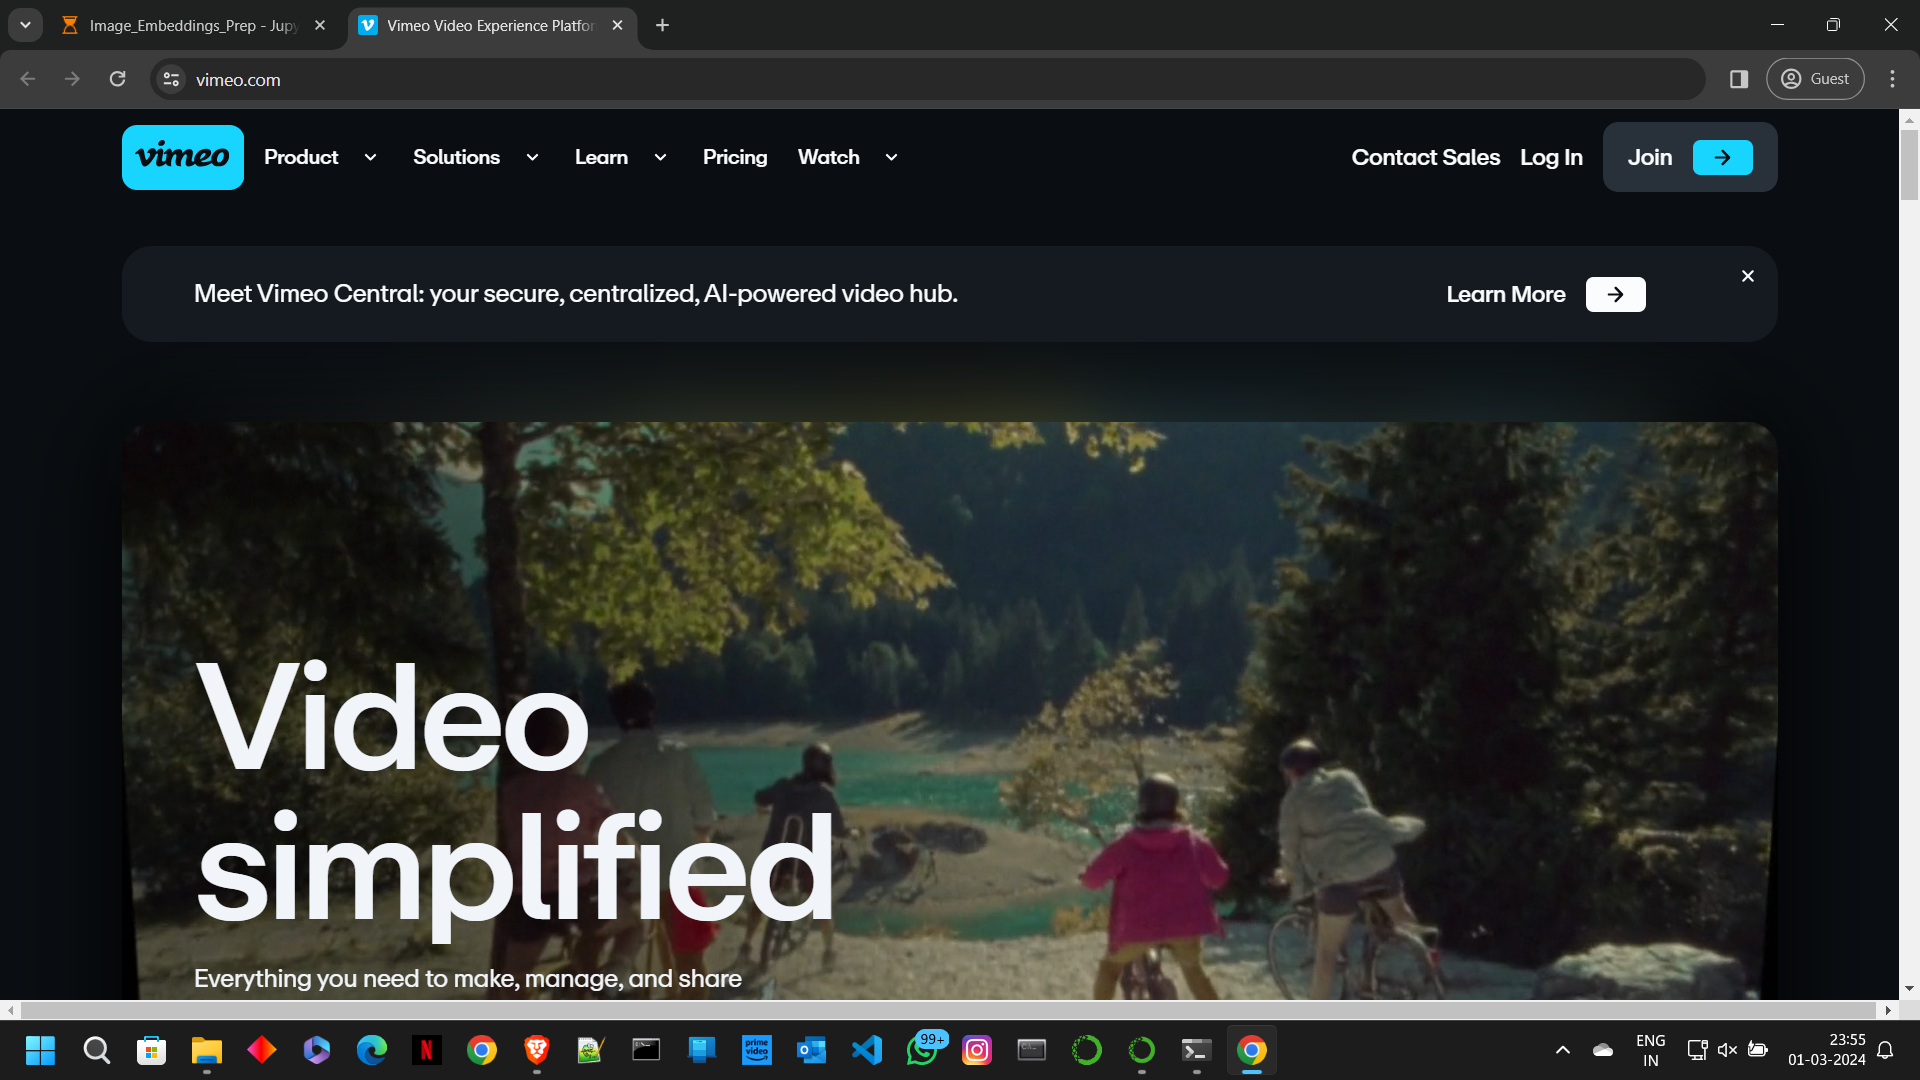 Image_Embeddings_Prep - Jupy
Vimeo Video Experience Platfor
vimeo.com
Guest
vimeo
Product
Solutions
Learn
Pricing
Watch
Contact Sales
Log In
Join
Meet Vimeo Central: your secure, centralized, AI-powered video hub.
Learn More
Video
simplified
Everything you need to make, manage, and share
N
prime
video
99+
ENG
IN
23:55
01-03-2024